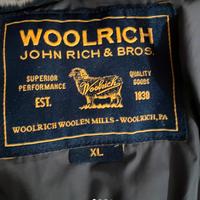 WOOLRICH
JOHN RICH & BROS.
SUPERIOR PERFORMANCE
QUALITY GOODS
Woolrich
EST.
1830
WOOLRICH WOOLEN MILLS - WOOLRICH, PA
XL